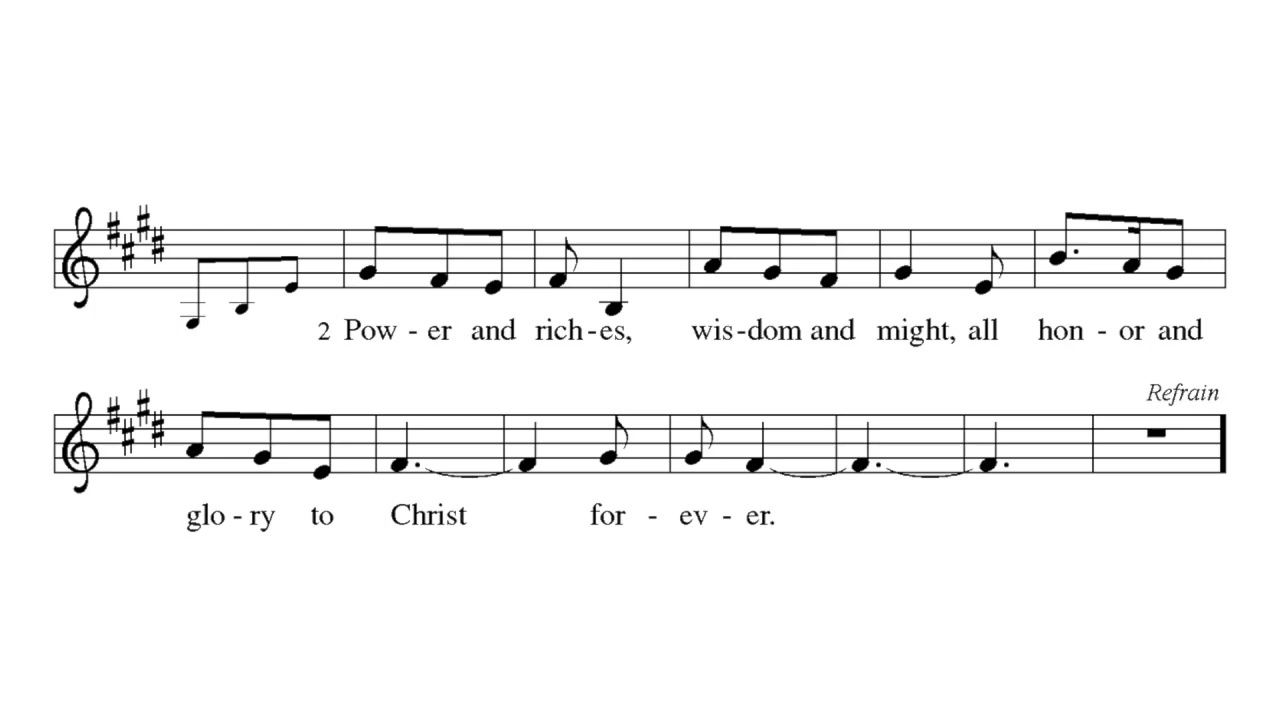 2 Pow - er and rich - es, wis - dom and might, all hon - or and
Refrain
glo - ry to Christ for - ev - er.